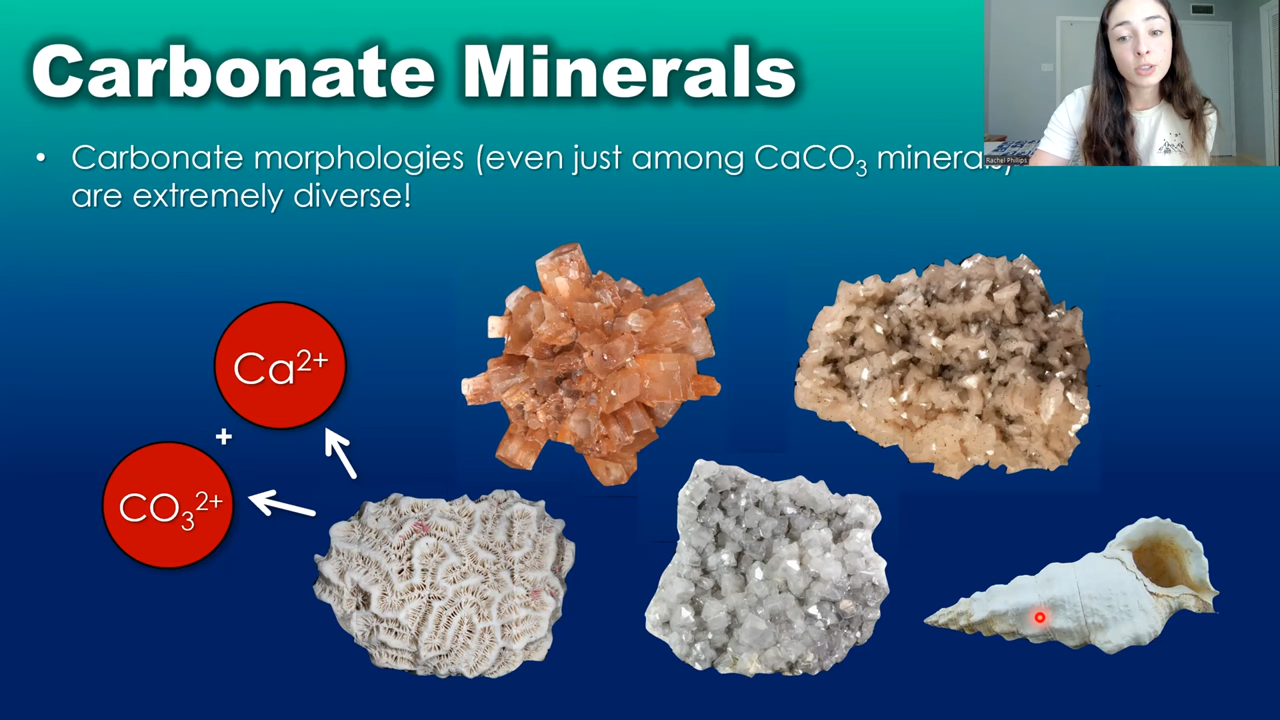 Carbonate Minerals
• Carbonate morphologies (even just among CaCO₃ minerals)
are extremely diverse!
Ca²⁺
+
CO₃²⁺
Rachel Phillips